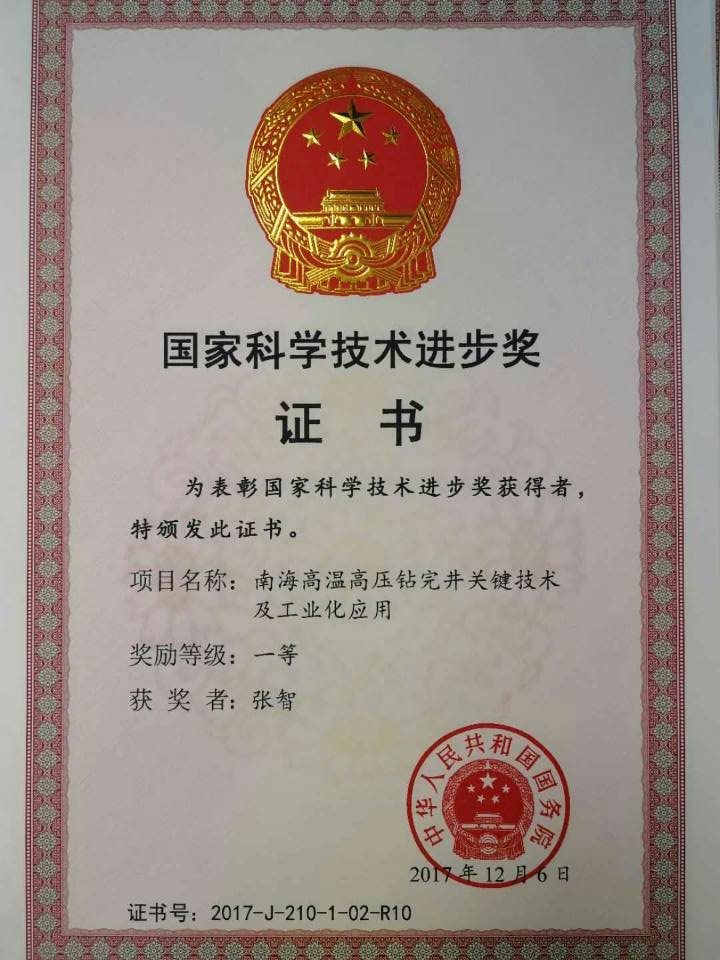 国家科学技术进步奖
证 书
为表彰国家科学技术进步奖获得者，
特颁发此证书。
项目名称：南海高温高压钻完井关键技术
及工业化应用
奖励等级：一等
获 奖 者：张智
中华人民共和国国务院
2017年12月6日
证书号：2017-J-210-1-02-R10